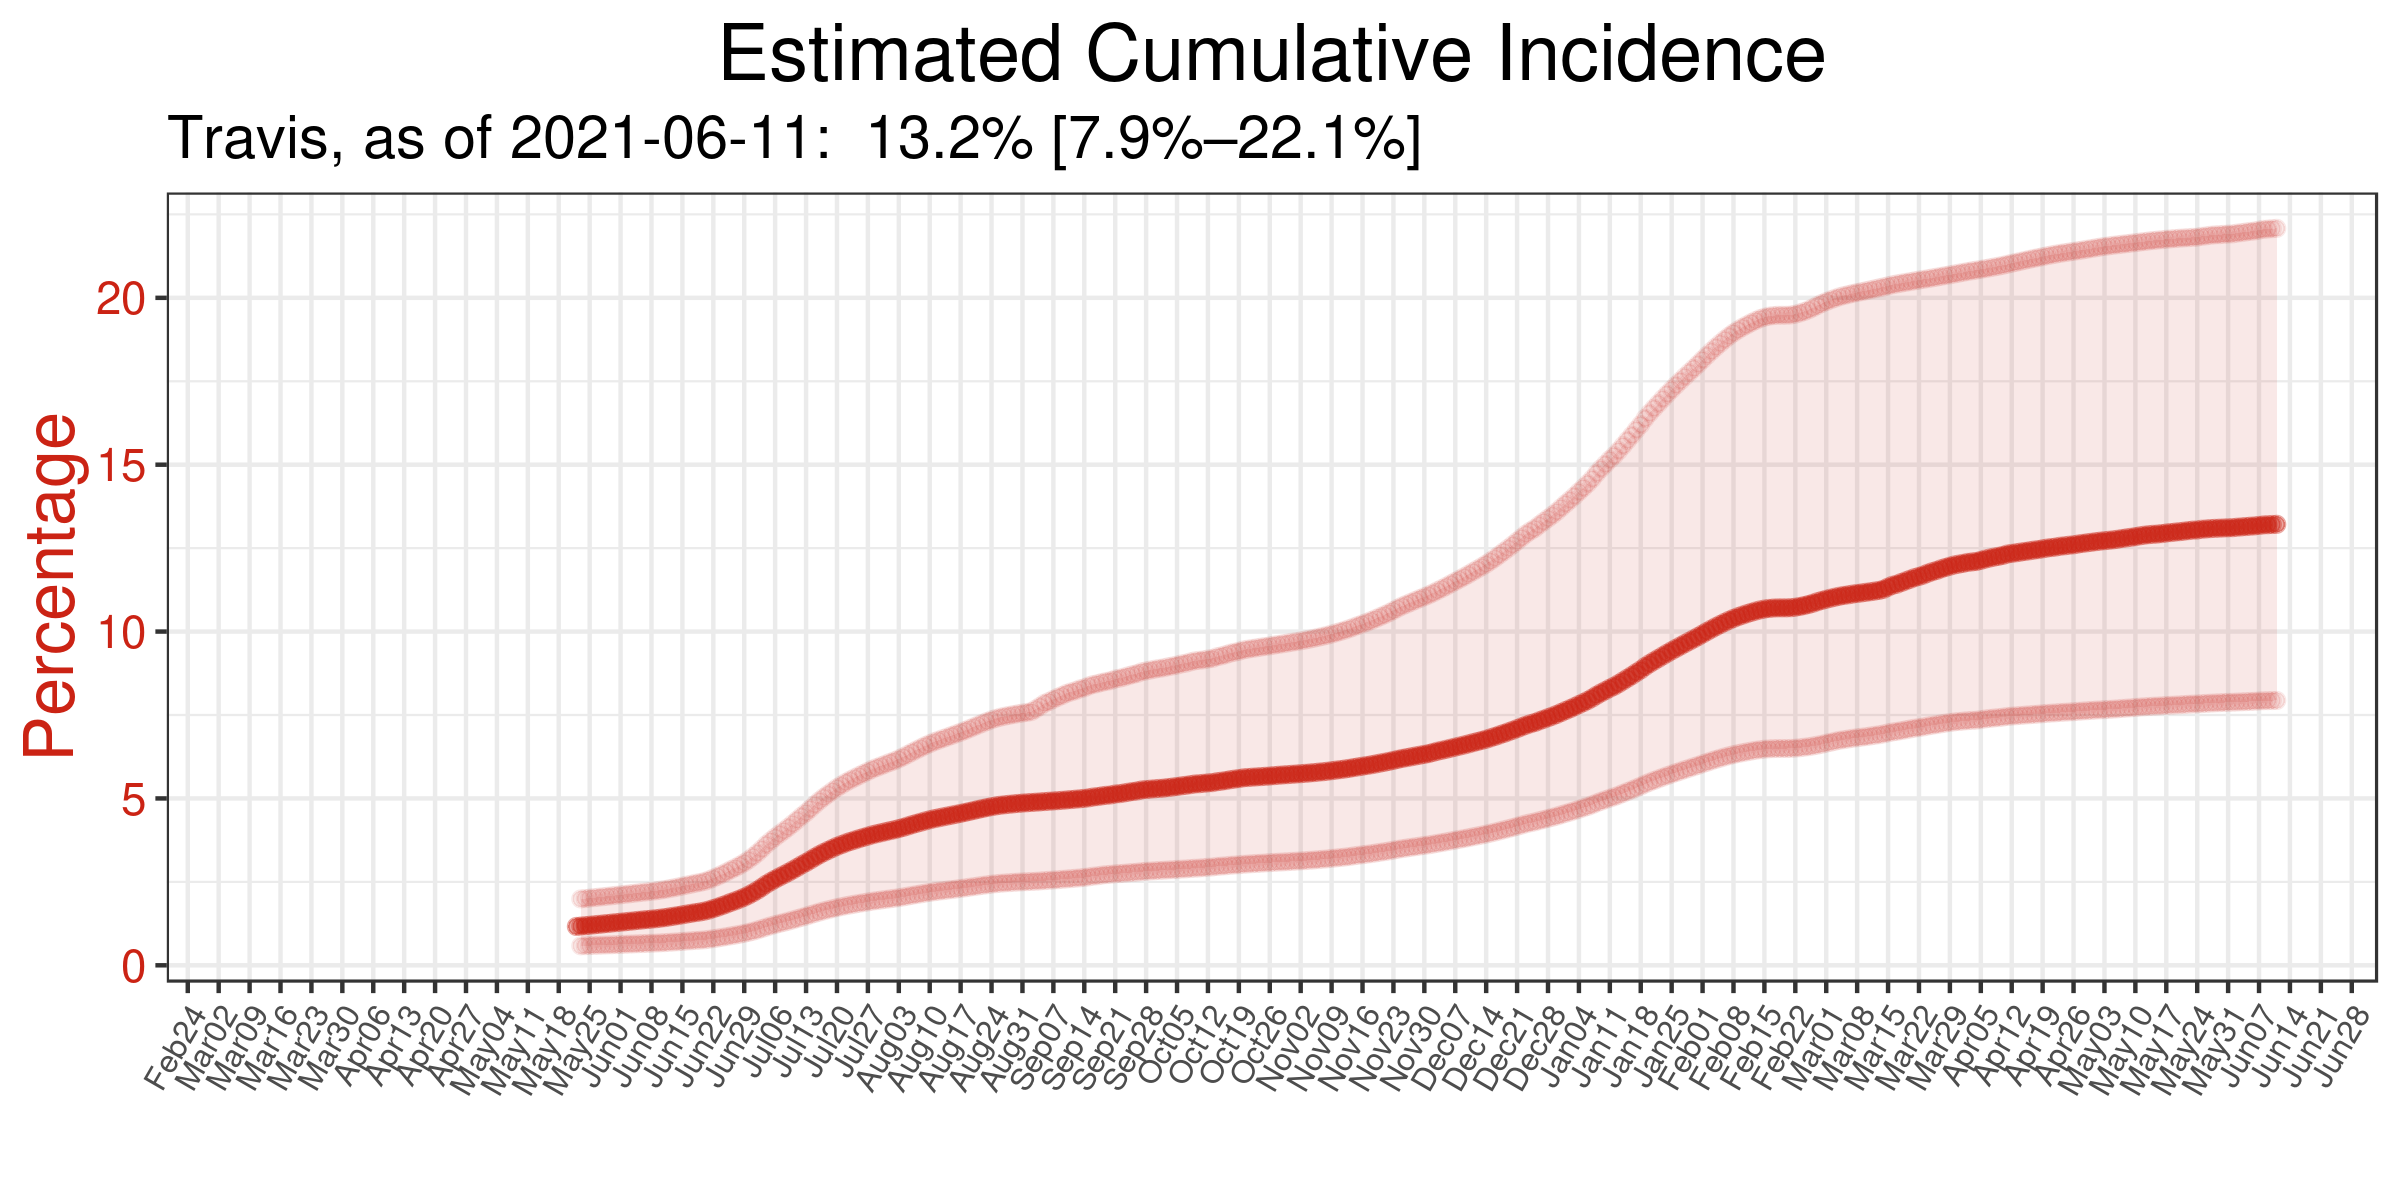 Estimated Cumulative Incidence
Travis, as of 2021-06-11:  13.2% [7.9%–22.1%]
Percentage
20
15
10
5
0
Feb24
Mar02
Mar09
Mar16
Mar23
Mar30
Apr06
Apr13
Apr20
Apr27
May04
May11
May18
May25
Jun01
Jun08
Jun15
Jun22
Jun29
Jul06
Jul13
Jul20
Jul27
Aug03
Aug10
Aug17
Aug24
Aug31
Sep07
Sep14
Sep21
Sep28
Oct05
Oct12
Oct19
Oct26
Nov02
Nov09
Nov16
Nov23
Nov30
Dec07
Dec14
Dec21
Dec28
Jan04
Jan11
Jan18
Jan25
Feb01
Feb08
Feb15
Feb22
Mar01
Mar08
Mar15
Mar22
Mar29
Apr05
Apr12
Apr19
Apr26
May03
May10
May17
May24
May31
Jun07
Jun14
Jun21
Jun28